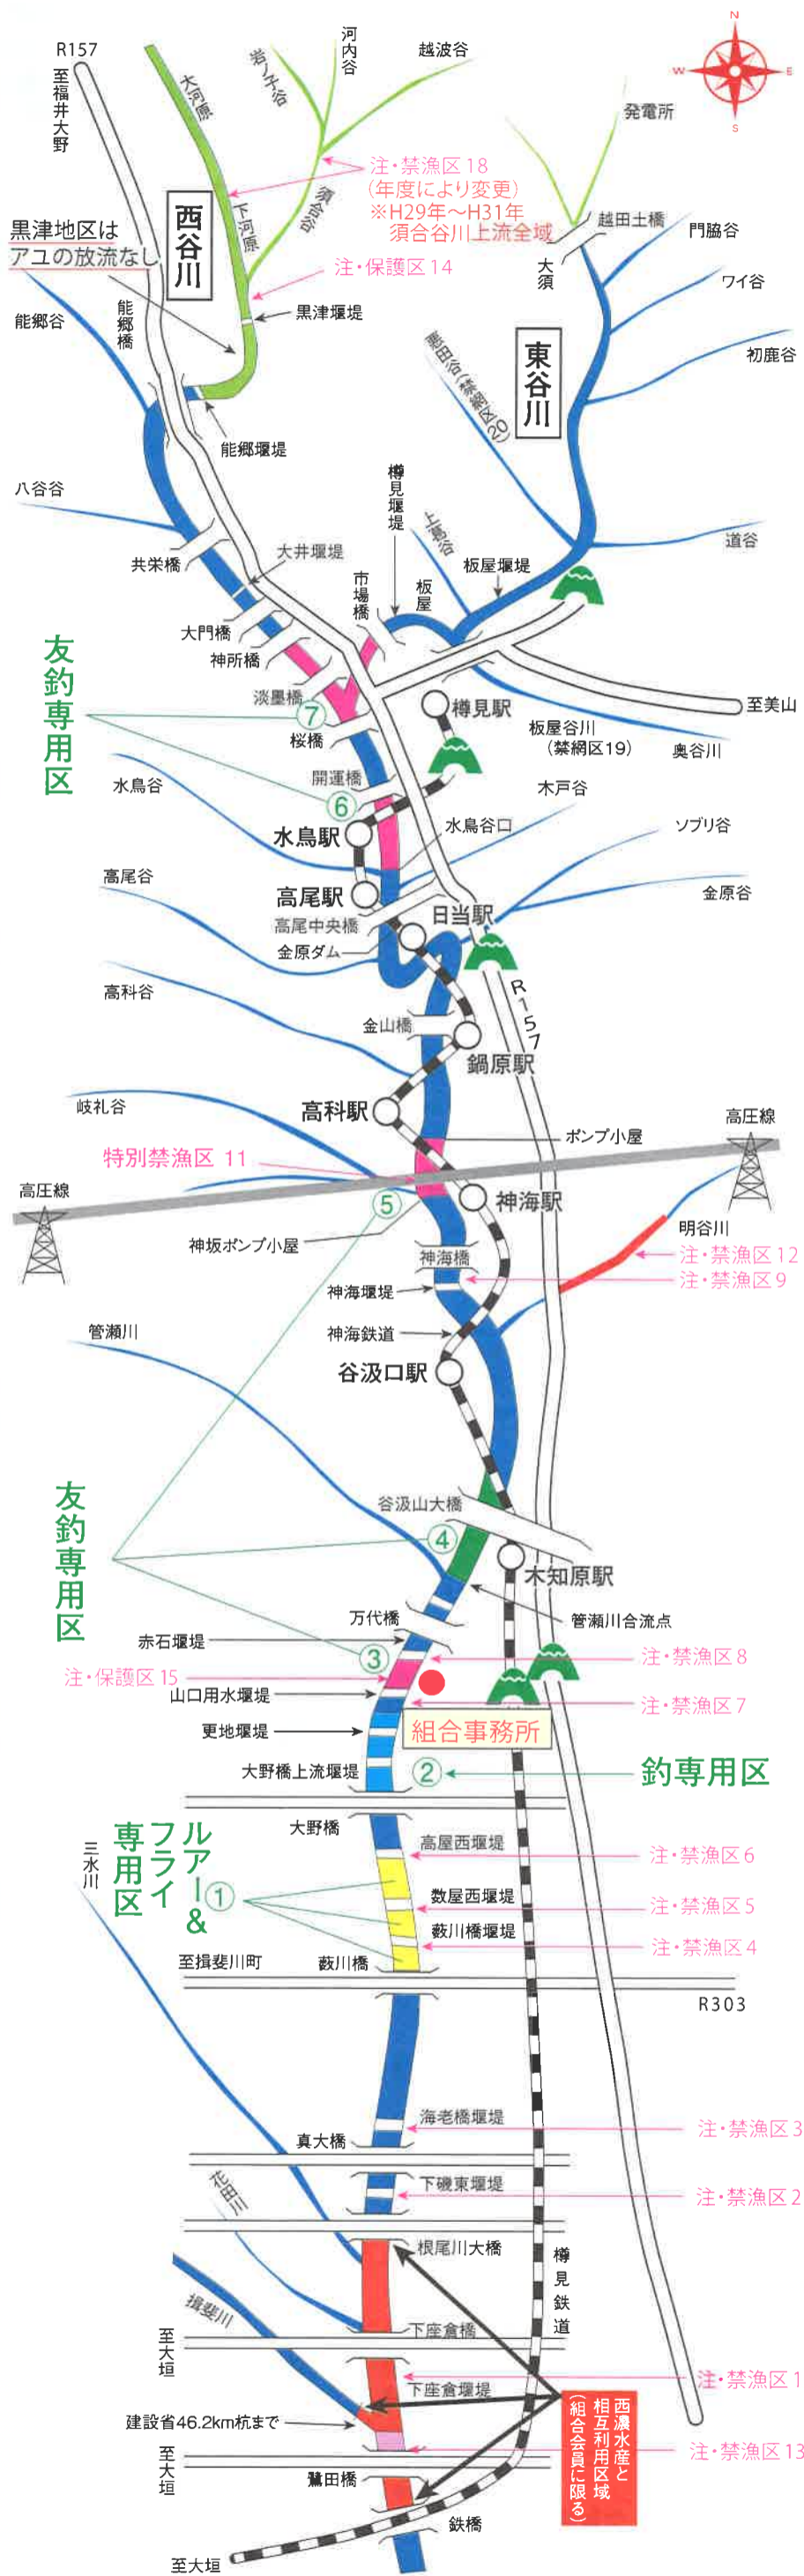 N
W
E
S
R157
至福井大野
大河原
岩ノ子谷
河内谷
越波谷
発電所
注・禁漁区18
(年度により変更)
※H29年～H31年
須合谷川上流全域
須合谷
下河原
西谷川
黒津地区は
アユの放流なし
注・保護区14
越田土橋
大須
門脇谷
ワイ谷
能郷谷
能郷橋
黒津堰堤
東谷川
初鹿谷
悪田谷(禁網区20)
能郷堰堤
八谷谷
樽見堰堤
上葛谷
道谷
共栄橋
大井堰堤
市場橋
板屋
板屋堰堤
大門橋
神所橋
友釣専用区
淡墨橋
⑦
桜橋
樽見駅
至美山
板屋谷川
(禁網区19)
奥谷川
開運橋
⑥
水鳥谷
木戸谷
水鳥駅
水鳥谷口
ソブリ谷
高尾谷
高尾駅
金原谷
高尾中央橋
日当駅
金原ダム
高科谷
R157
金山橋
鍋原駅
岐礼谷
高科駅
ポンプ小屋
高圧線
特別禁漁区 11
高圧線
⑤
神海駅
明谷川
神坂ポンプ小屋
神海橋
注・禁漁区12
注・禁漁区9
神海堰堤
管瀬川
神海鉄道
谷汲口駅
友釣専用区
谷汲山大橋
④
木知原駅
万代橋
管瀬川合流点
赤石堰堤
③
注・禁漁区8
注・保護区15
山口用水堰堤
注・禁漁区7
更地堰堤
組合事務所
大野橋上流堰堤
②
釣専用区
大野橋
ルアー&
フライ
専用区
①
三水川
高屋西堰堤
注・禁漁区6
数屋西堰堤
注・禁漁区5
藪川橋堰堤
注・禁漁区4
至揖斐川町
藪川橋
R303
海老橋堰堤
注・禁漁区3
真大橋
花田川
下磯東堰堤
注・禁漁区2
根尾川大橋
樽見鉄道
揖斐川
至大垣
下座倉橋
注・禁漁区1
下座倉堰堤
建設省46.2km杭まで
西濃水産と
相互利用区域
(組合会員に限る)
至大垣
注・禁漁区13
鷺田橋
鉄橋
至大垣